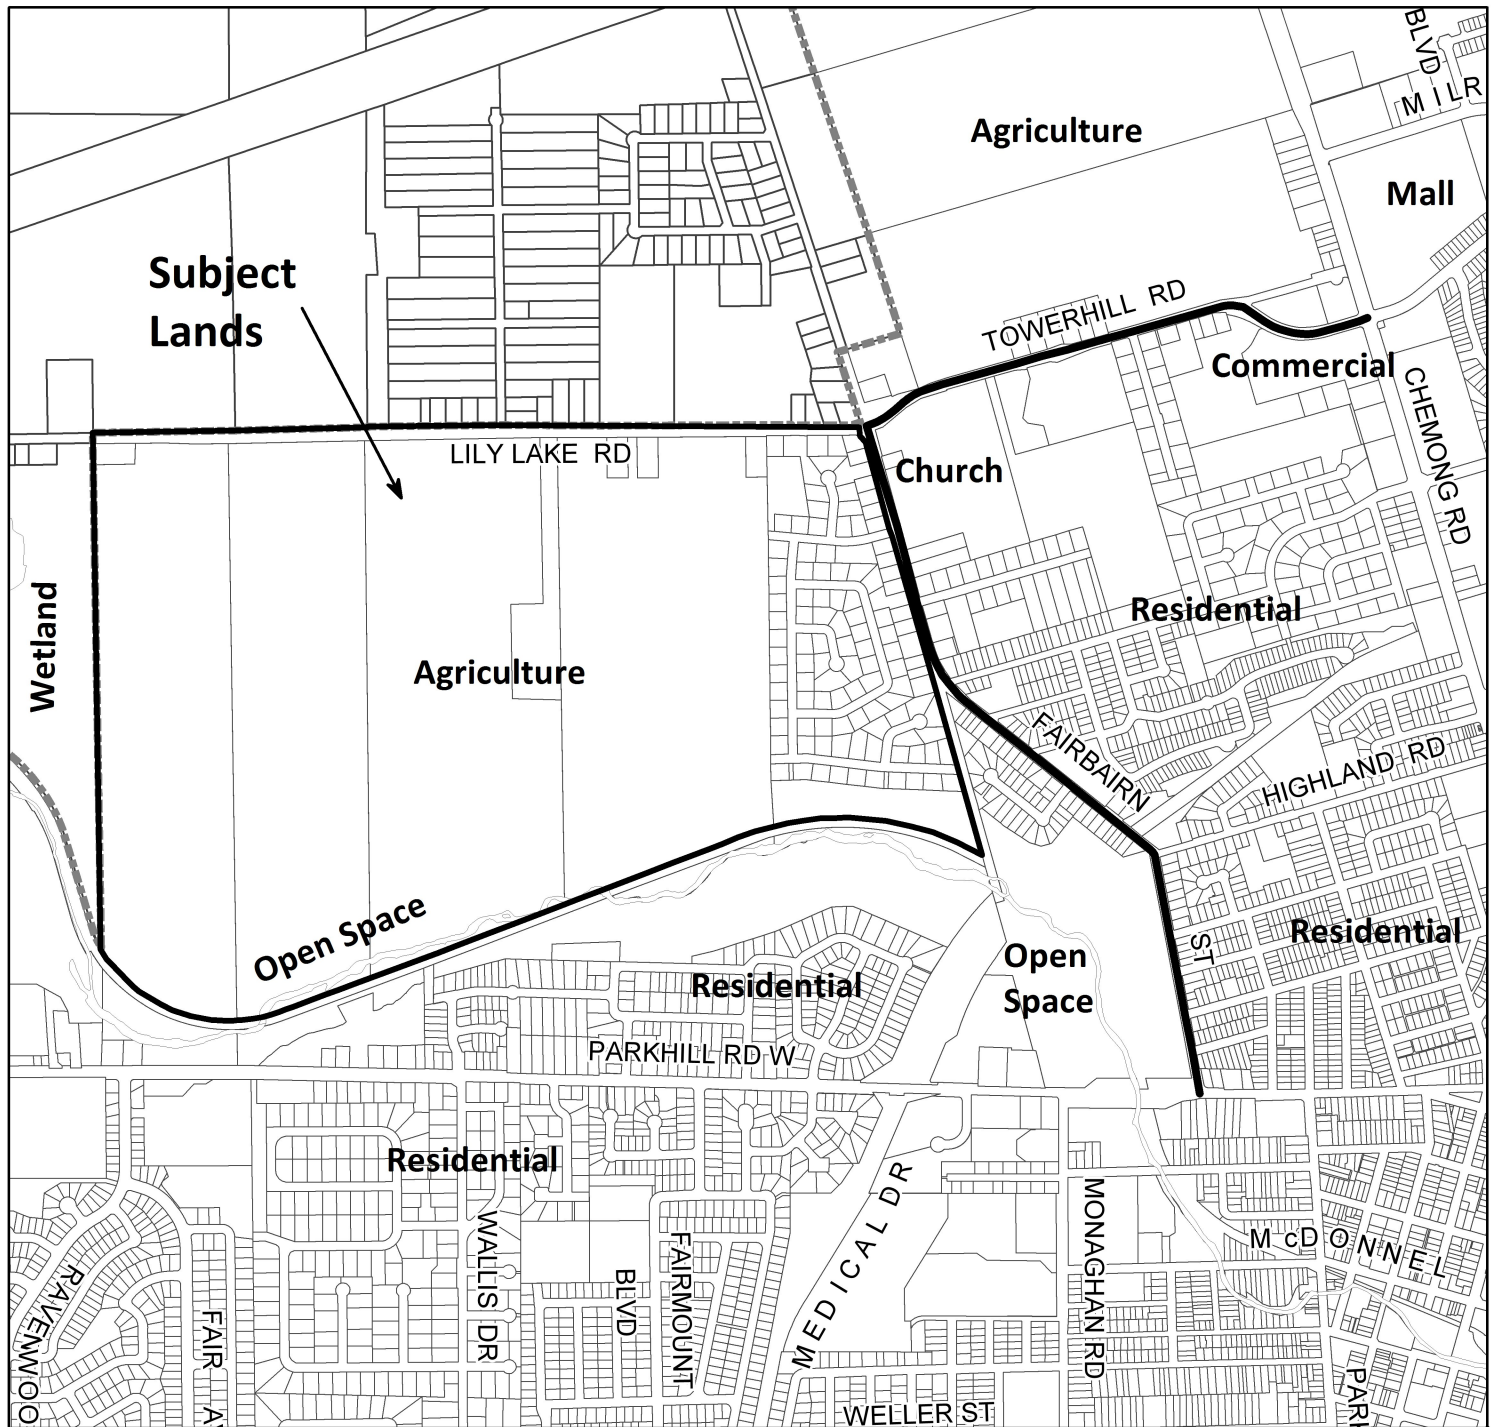 BLVD
MILR
Agriculture
Mall
Subject
Lands
TOWERHILL RD
Commercial
CHEMONG RD
LILY LAKE RD
Church
Wetland
Residential
Agriculture
FAIRBAIRN
HIGHLAND RD
Open Space
ST
Residential
Residential
Open
Space
PARKHILL RD W
Residential
MEDICAL DR
MONAGHAN RD
McDONNEL
WALLIS DR
BLVD
FAIRMOUNT
RAVENWOO
FAIR A
PAR
WELLER ST